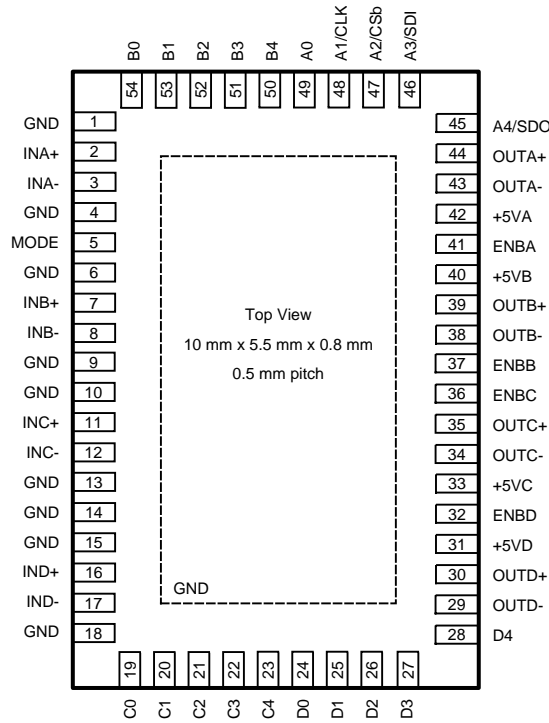 B0
B1
B2
B3
B4
A0
A1/CLK
A2/CSb
A3/SDI
54
53
52
51
50
49
48
47
46
GND 1
INA+ 2
INA- 3
GND 4
MODE 5
GND 6
INB+ 7
INB- 8
GND 9
GND 10
INC+ 11
INC- 12
GND 13
GND 14
GND 15
IND+ 16
IND- 17
GND 18
Top View
10 mm x 5.5 mm x 0.8 mm
0.5 mm pitch
GND
45 A4/SDO
44 OUTA+
43 OUTA-
42 +5VA
41 ENBA
40 +5VB
39 OUTB+
38 OUTB-
37 ENBB
36 ENBC
35 OUTC+
34 OUTC-
33 +5VC
32 ENBD
31 +5VD
30 OUTD+
29 OUTD-
28 D4
19
20
21
22
23
24
25
26
27
C0
C1
C2
C3
C4
D0
D1
D2
D3